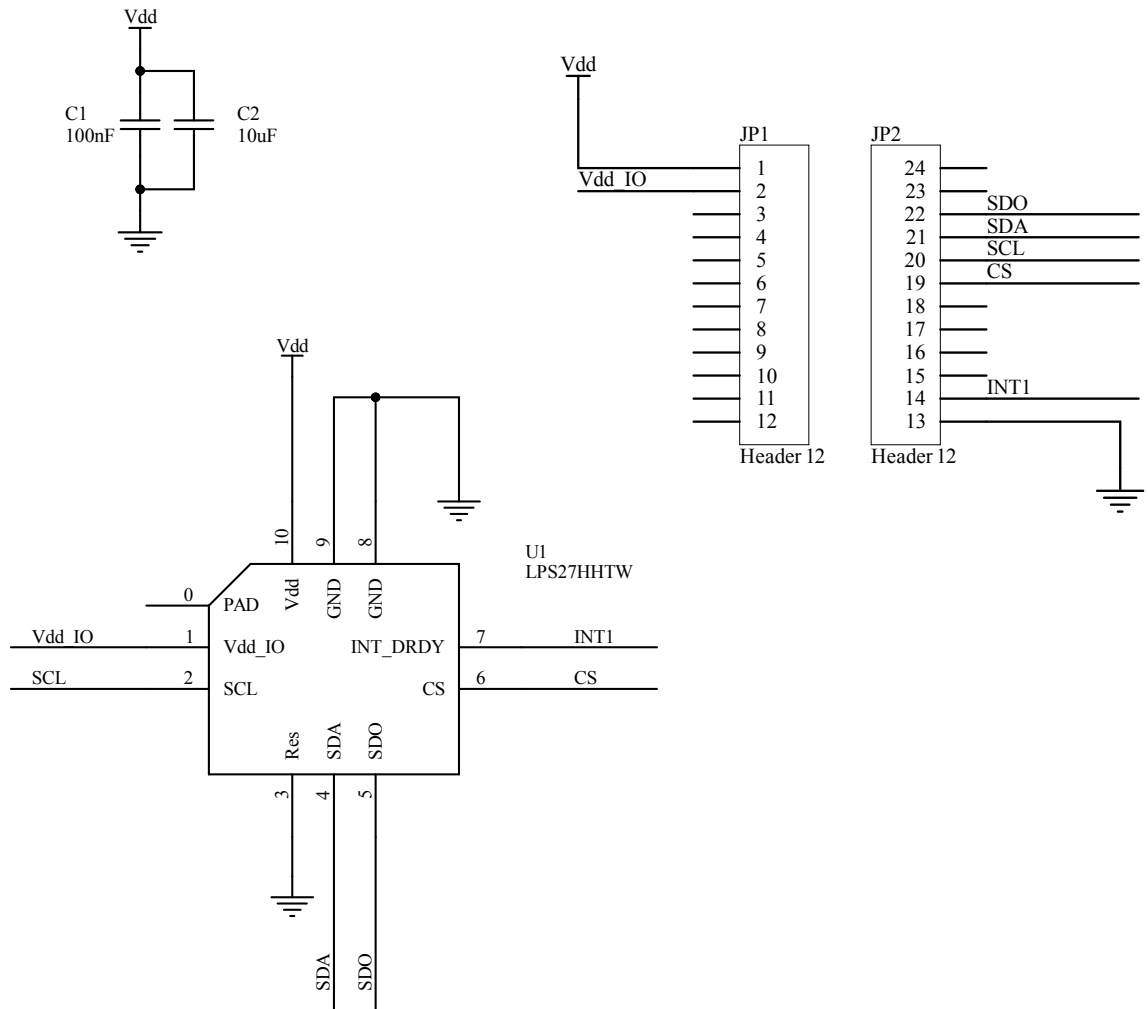 Vdd
C1
100nF
C2
10uF
Vdd
JP1
JP2
1
Vdd_IO
2
3
4
5
6
7
8
9
10
11
12
Header 12
24
23
SDO
22
SDA
21
SCL
20
CS
19
18
17
16
15
INT1
14
13
Header 12
Vdd
10
9
8
U1
LPS27HHTW
0
PAD
Vdd
GND
GND
Vdd_IO
1
Vdd_IO
INT_DRDY
7
INT1
SCL
2
SCL
CS
6
CS
Res
SDA
SDO
3
4
5
SDA
SDO